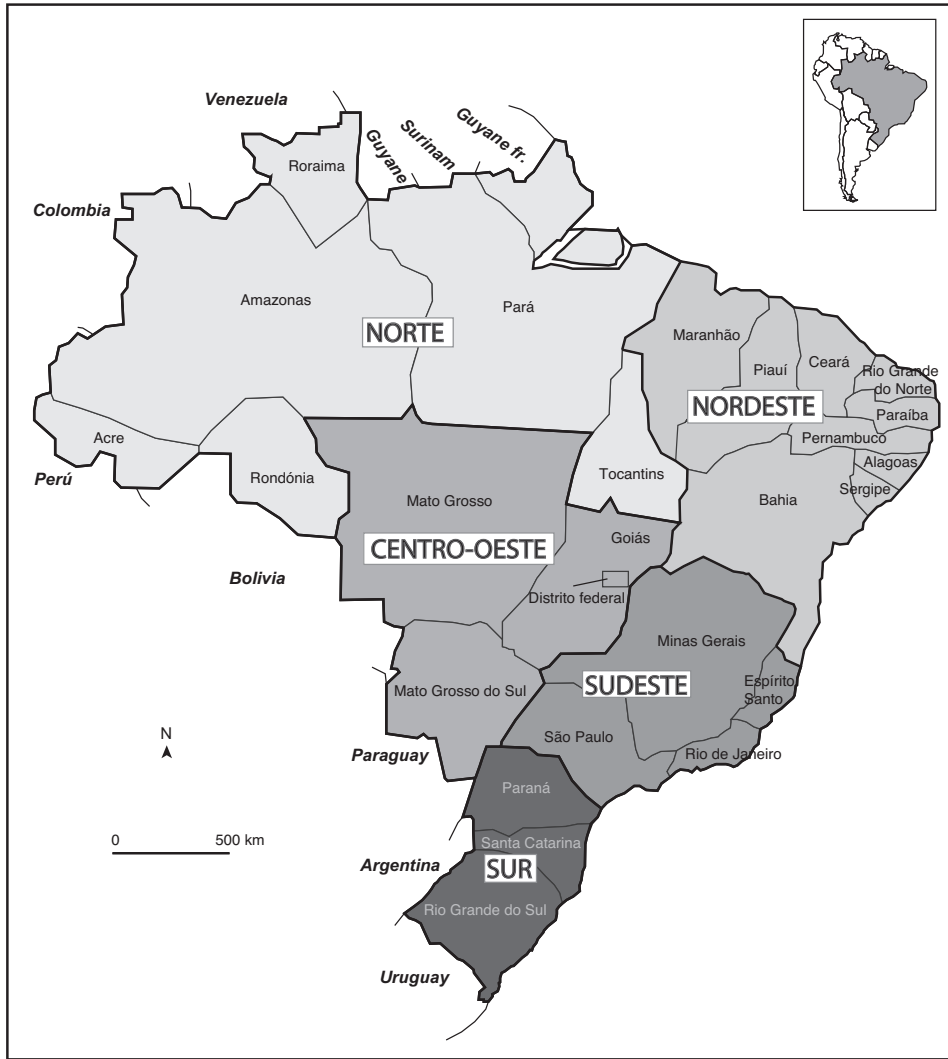 Venezuela
Guyane
Surinam
Guyane fr.
Roraima
Colombia
Amazonas
Pará
NORTE
Maranhão
Piauí
Ceará
Rio Grande
do Norte
NORDESTE
Paraíba
Pernambuco
Acre
Alagoas
Perú
Rondónia
Tocantins
Sergipe
Mato Grosso
Bahia
Goiás
CENTRO-OESTE
Bolivia
Distrito federal
Minas Gerais
Mato Grosso do Sul
SUDESTE
Espírito
Santo
N
São Paulo
Paraguay
Rio de Janeiro
Paraná
0 500 km
Santa Catarina
Argentina
SUR
Rio Grande do Sul
Uruguay